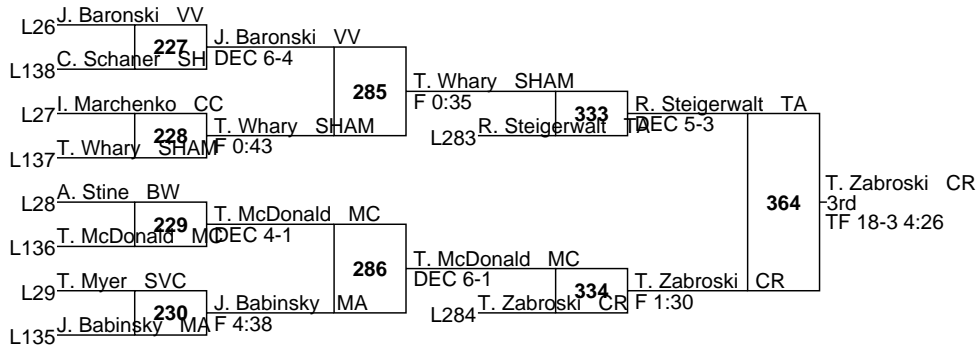 J. Baronski VV
L26
227
J. Baronski VV
DEC 6-4
C. Schaner SH
L138
285
T. Whary SHAM
F 0:35
I. Marchenko CC
L27
228
T. Whary SHAM
F 0:43
T. Whary SHAM
L137
333
R. Steigerwalt TA
DEC 5-3
R. Steigerwalt TA
L283
A. Stine BW
L28
229
T. McDonald MC
DEC 4-1
T. McDonald MC
L136
286
T. McDonald MC
DEC 6-1
T. Myer SVC
L29
230
J. Babinsky MA
F 4:38
J. Babinsky MA
L135
334
T. Zabroski CR
F 1:30
T. Zabroski CR
L284
364
T. Zabroski CR
3rd
TF 18-3 4:26